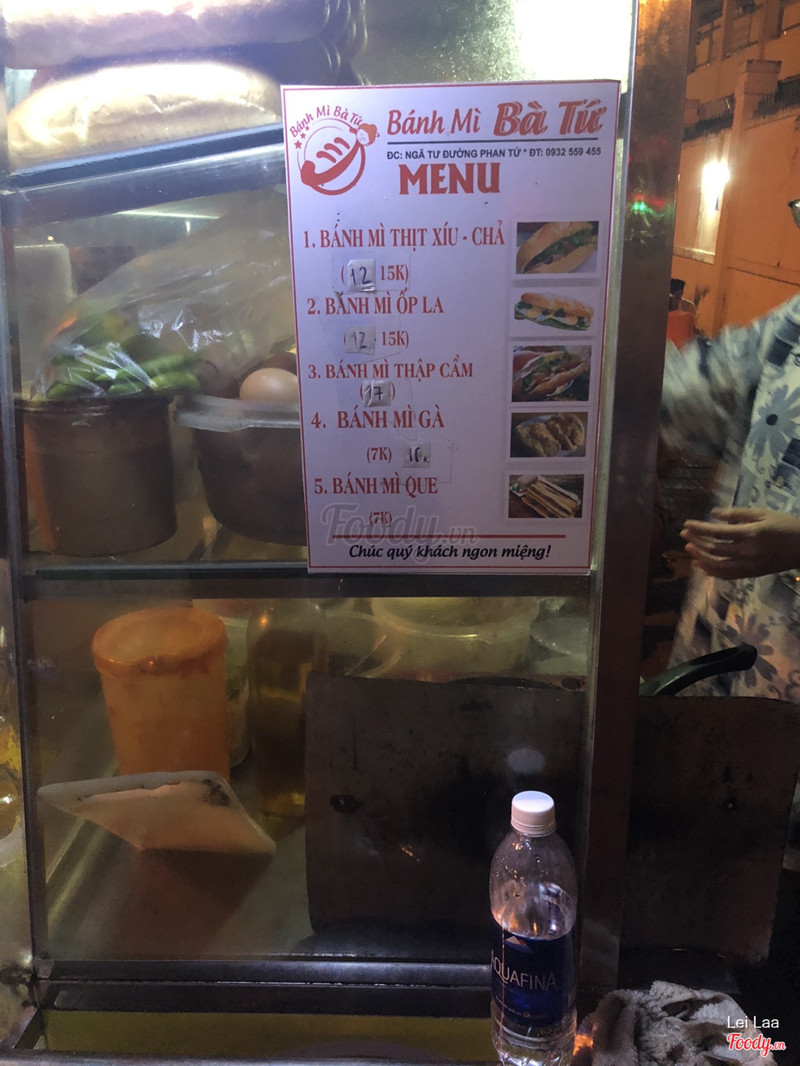 Bánh Mì Bà Tứ
Bánh Mì Bà Tứ
ĐC: NGÃ TƯ ĐƯỜNG PHAN TỨ * ĐT: 0932 559 455
MENU
1. BÁNH MÌ THỊT XÍU - CHẢ
(12 15K)
2. BÁNH MÌ ỐP LA
12 15K)
3. BÁNH MÌ THẬP CẨM
(17)
4. BÁNH MÌ GÀ
(7K) 10K
5. BÁNH MÌ QUE
(7K)
Foody.vn
Chúc quý khách ngon miệng!
AQUAFINA
Lei Laa
Foody.vn